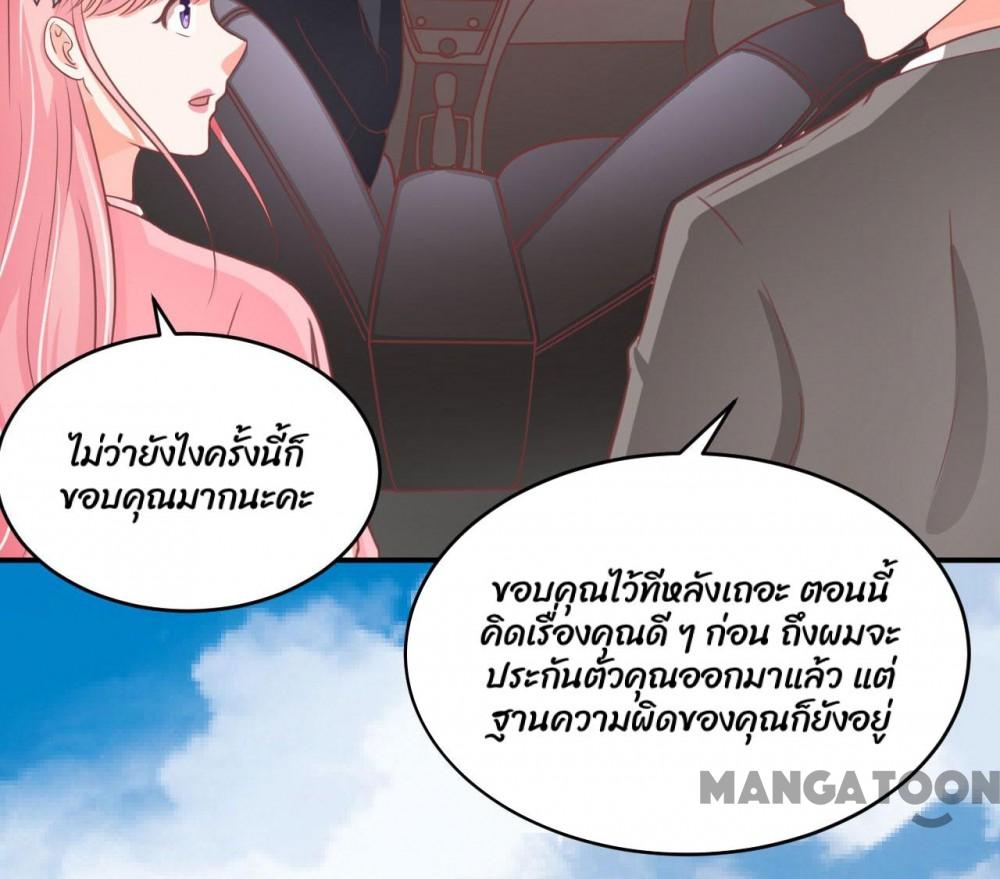 ไม่ว่ายังไงครั้งนี้ก็
ขอบคุณมากนะคะ
ขอบคุณไว้ทีหลังเถอะ ตอนนี้
คิดเรื่องคุณดี ๆ ก่อน ถึงผมจะ
ประกันตัวคุณออกมาแล้ว แต่
ฐานความผิดของคุณก็ยังอยู่
MANGATOON